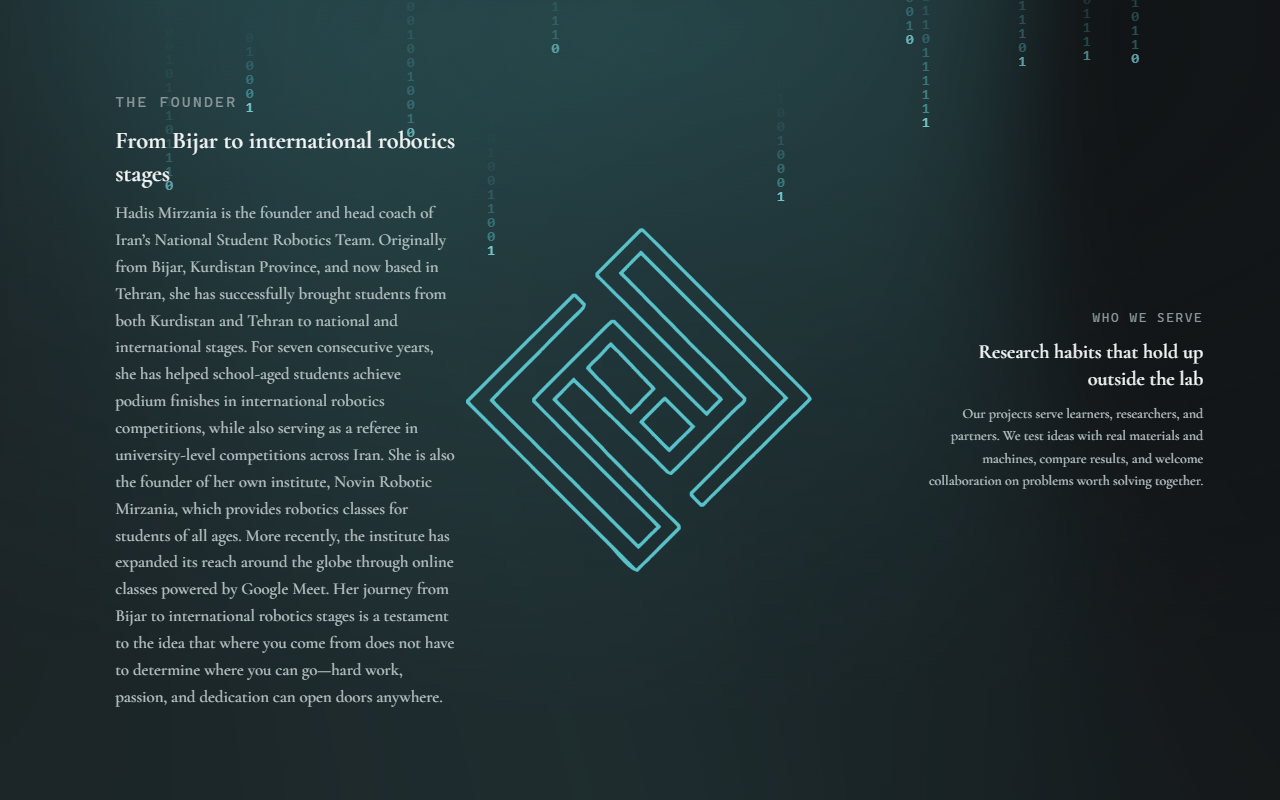 THE FOUNDER
From Bijar to international robotics
stages
Hadis Mirzania is the founder and head coach of
Iran’s National Student Robotics Team. Originally
from Bijar, Kurdistan Province, and now based in
Tehran, she has successfully brought students from
both Kurdistan and Tehran to national and
international stages. For seven consecutive years,
she has helped school-aged students achieve
podium finishes in international robotics
competitions, while also serving as a referee in
university-level competitions across Iran. She is also
the founder of her own institute, Novin Robotic
Mirzania, which provides robotics classes for
students of all ages. More recently, the institute has
expanded its reach around the globe through online
classes powered by Google Meet. Her journey from
Bijar to international robotics stages is a testament
to the idea that where you come from does not have
to determine where you can go—hard work,
passion, and dedication can open doors anywhere.
WHO WE SERVE
Research habits that hold up
outside the lab
Our projects serve learners, researchers, and
partners. We test ideas with real materials and
machines, compare results, and welcome
collaboration on problems worth solving together.